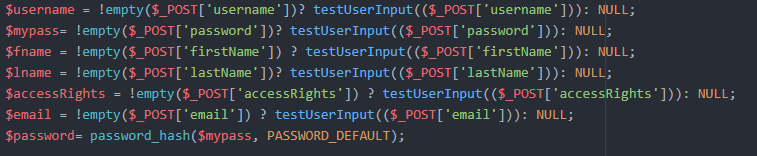 $username = !empty($_POST['username'])? testUserInput(($_POST['username'])): NULL;
$mypass= !empty($_POST['password'])? testUserInput(($_POST['password'])): NULL;
$fname = !empty($_POST['firstName']) ? testUserInput(($_POST['firstName'])): NULL;
$lname= !empty($_POST['lastName'])? testUserInput(($_POST['lastName'])): NULL;
$accessRights = !empty($_POST['accessRights']) ? testUserInput(($_POST['accessRights'])): NULL;
$email = !empty($_POST['email']) ? testUserInput(($_POST['email'])): NULL;
$password= password_hash($mypass, PASSWORD_DEFAULT);